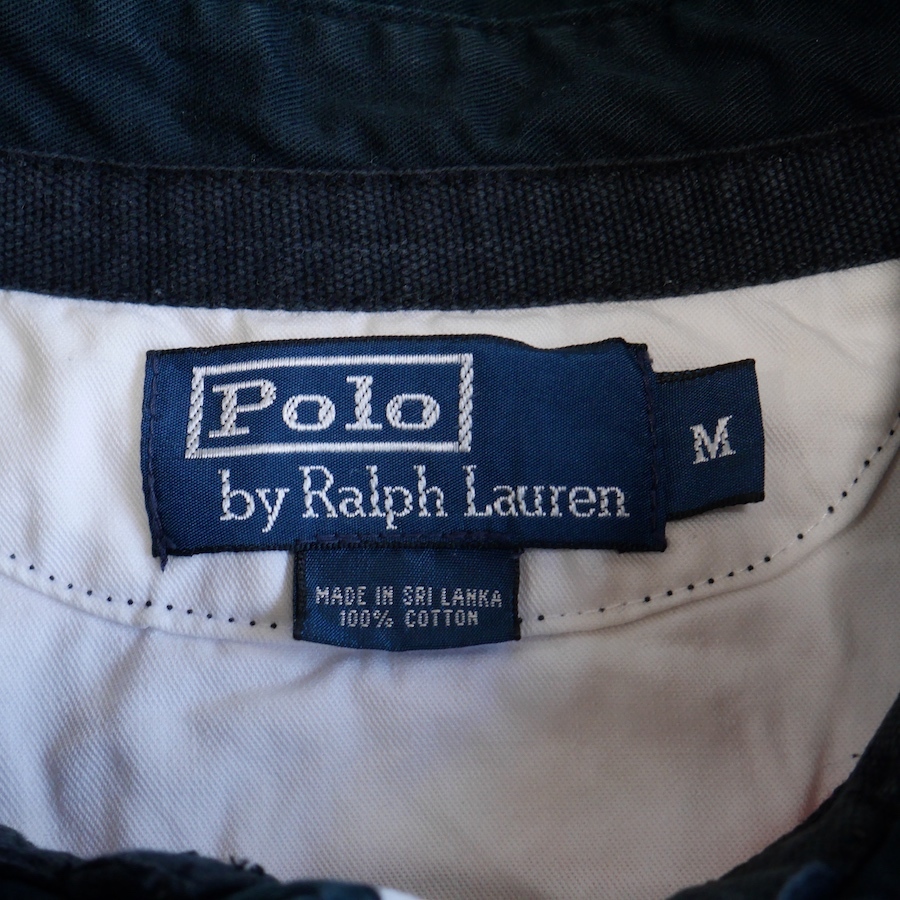 Polo
by Ralph Lauren
M
MADE IN SRI LANKA
100% COTTON